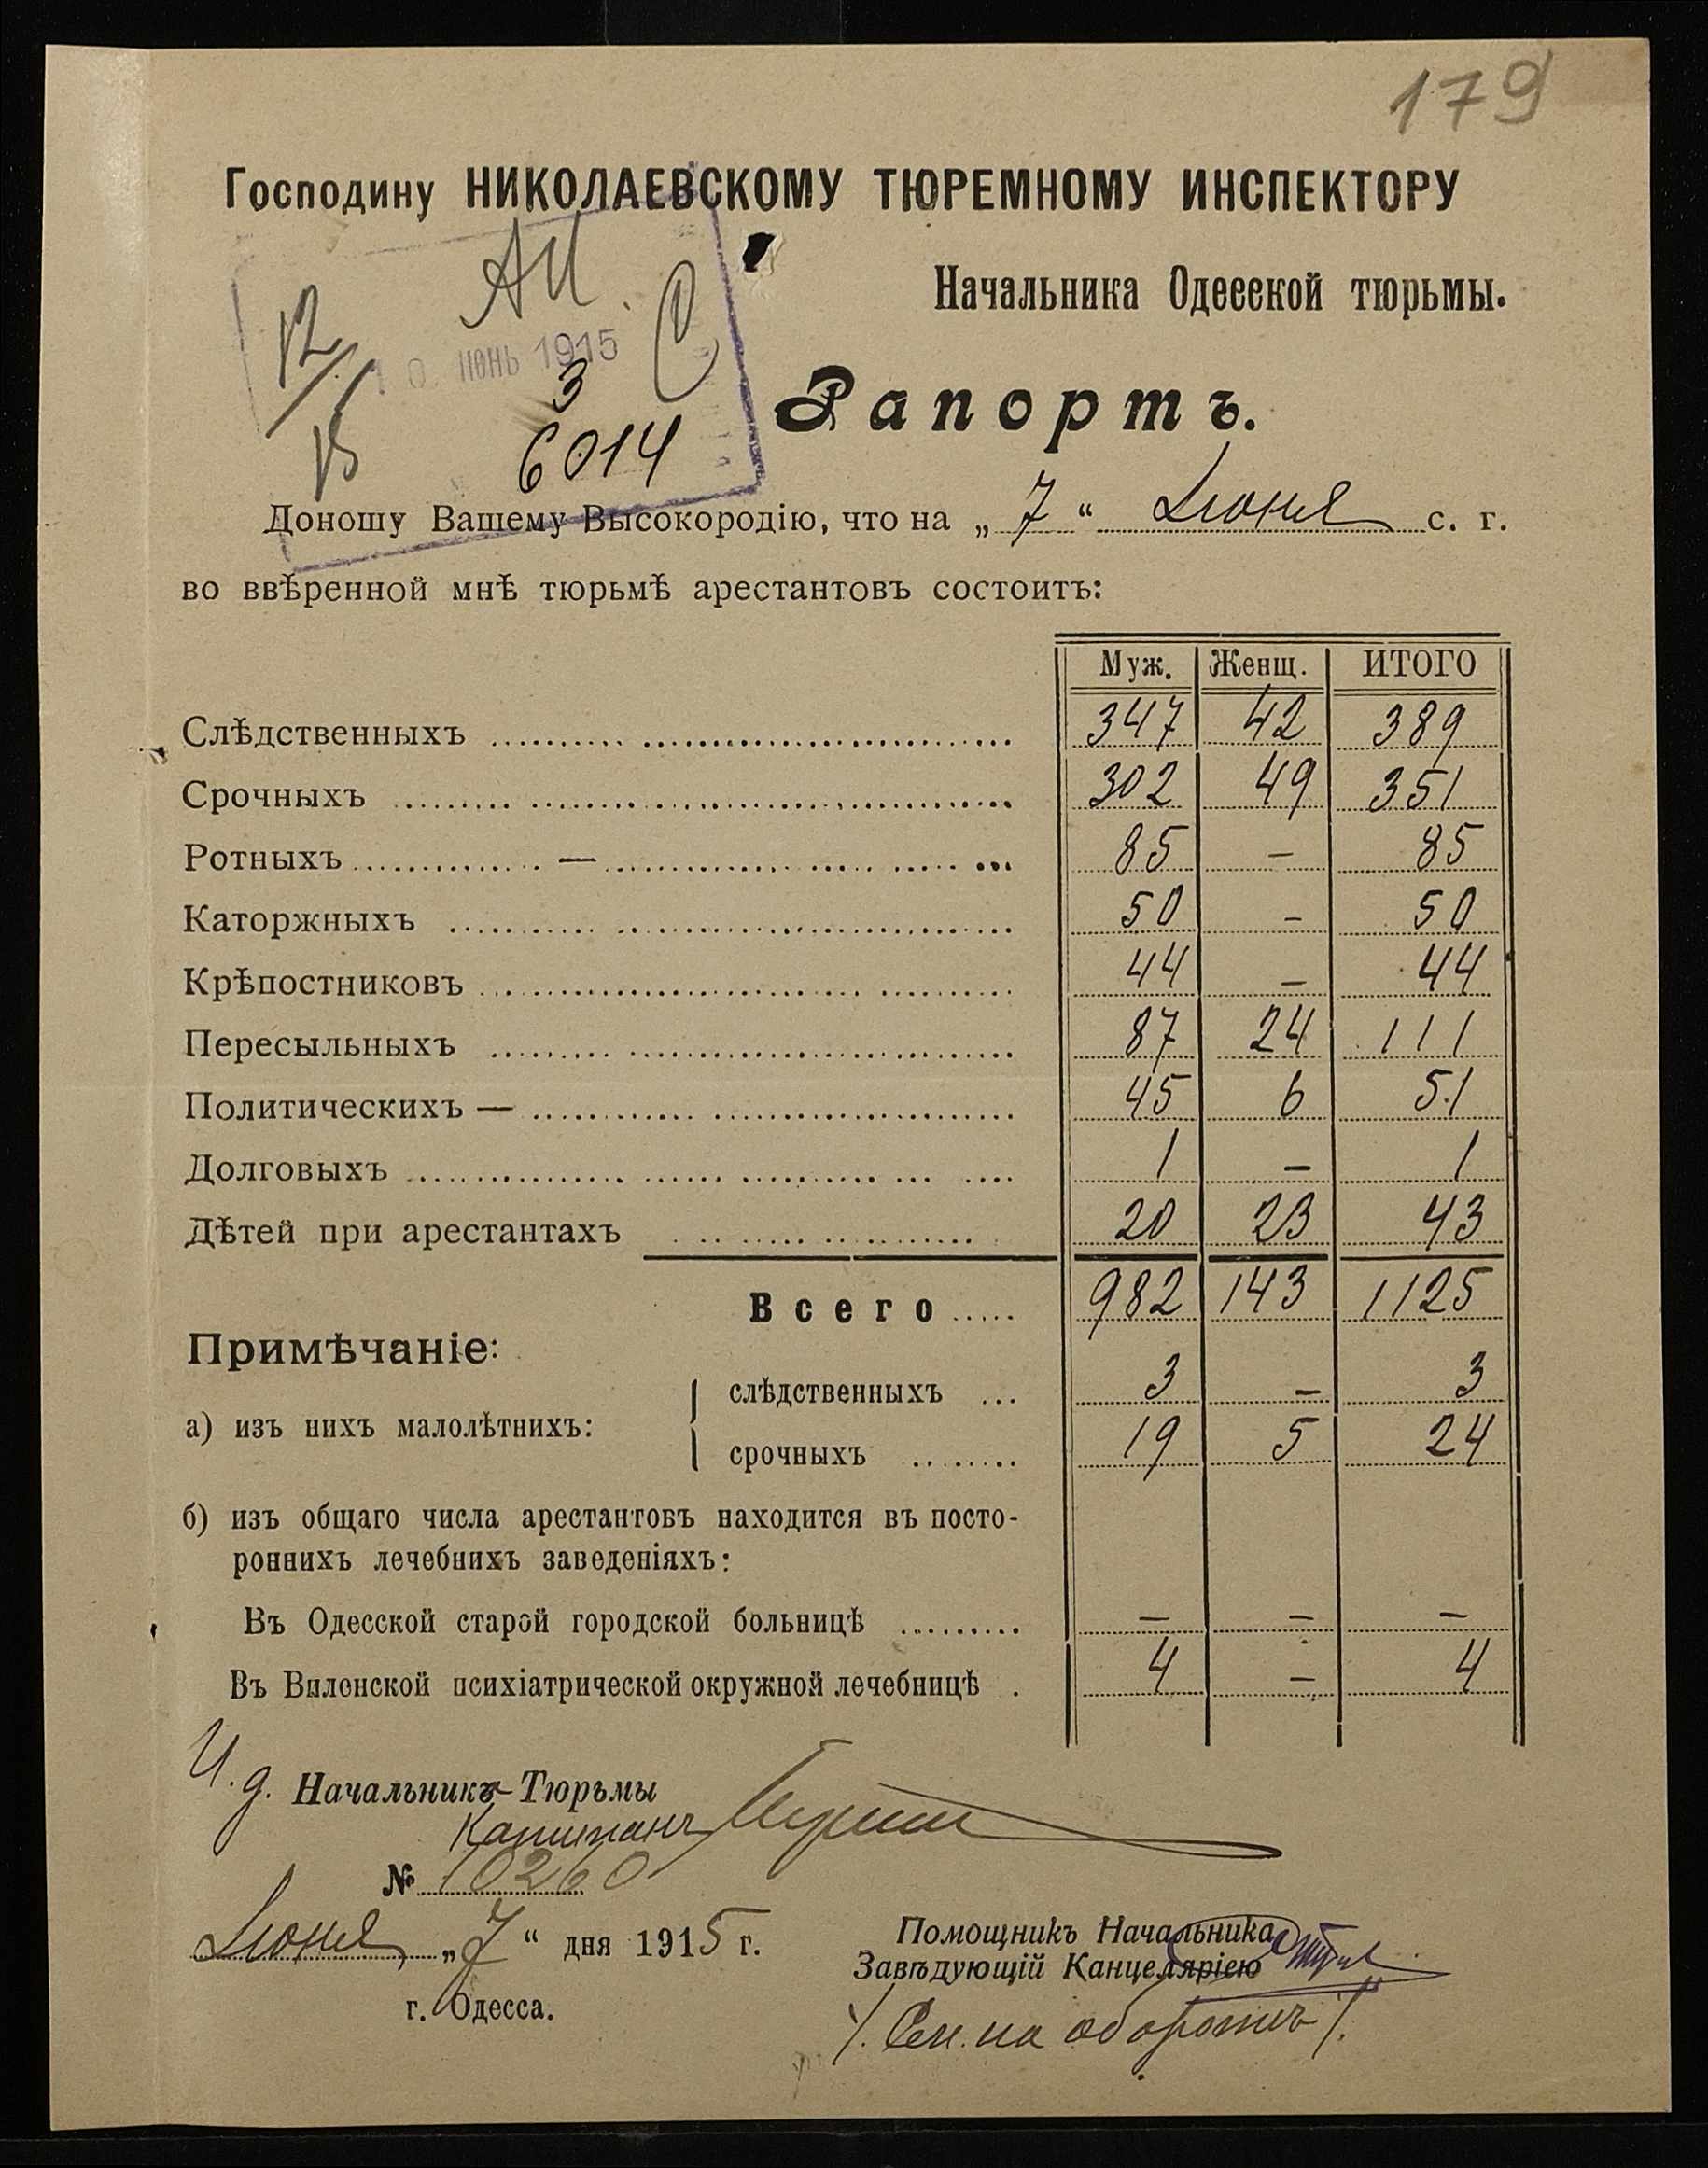 179
Господину НИКОЛАЕВСКОМУ ТЮРЕМНОМУ ИНСПЕКТОРУ
Начальника Одесской тюрьмы.
12/
15
10 ИЮНЬ 1915
3
6014
Рапортъ.
Доношу Вашему Высокородію, что на „ 7 “ Іюня с. г.
во ввѣренной мнѣ тюрьмѣ арестантовъ состоитъ:
Муж. Женщ. ИТОГО
Слѣдственныхъ 347 42 389
Срочныхъ 302 49 351
Ротныхъ — 85 – 85
Каторжныхъ 50 – 50
Крѣпостниковъ 44 – 44
Пересыльныхъ 87 24 111
Политическихъ — 45 6 51
Долговыхъ 1 – 1
Дѣтей при арестантахъ 20 23 43
Всего 982 143 1125
Примѣчаніе:
а) изъ нихъ малолѣтнихъ:
слѣдственныхъ 3 – 3
срочныхъ 19 5 24
б) изъ общаго числа арестантовъ находится въ посто-
роннихъ лечебныхъ заведеніяхъ:
Въ Одесской старой городской больницѣ – – –
Въ Виленской психіатрической окружной лечебницѣ 4 – 4
И. д. Начальникъ Тюрьмы
Капитанъ
№ 10260
Іюня „7“ дня 1915 г.
г. Одесса.
Помощникъ Начальника
Завѣдующій Канцеляріею
/. См. на оборотѣ /.